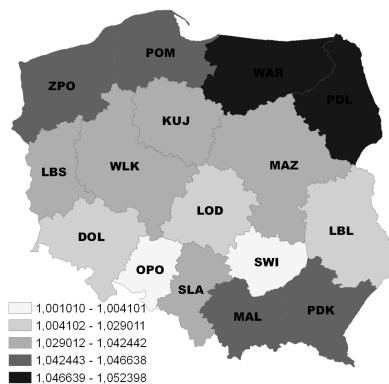 POM
WAR
ZPO
PDL
KUJ
MAZ
WLK
LBS
LOD
LBL
DOL
OPO
SWI
SLA
MAL
PDK
1,001010 - 1,004101
1,004102 - 1,029011
1,029012 - 1,042442
1,042443 - 1,046638
1,046639 - 1,052398